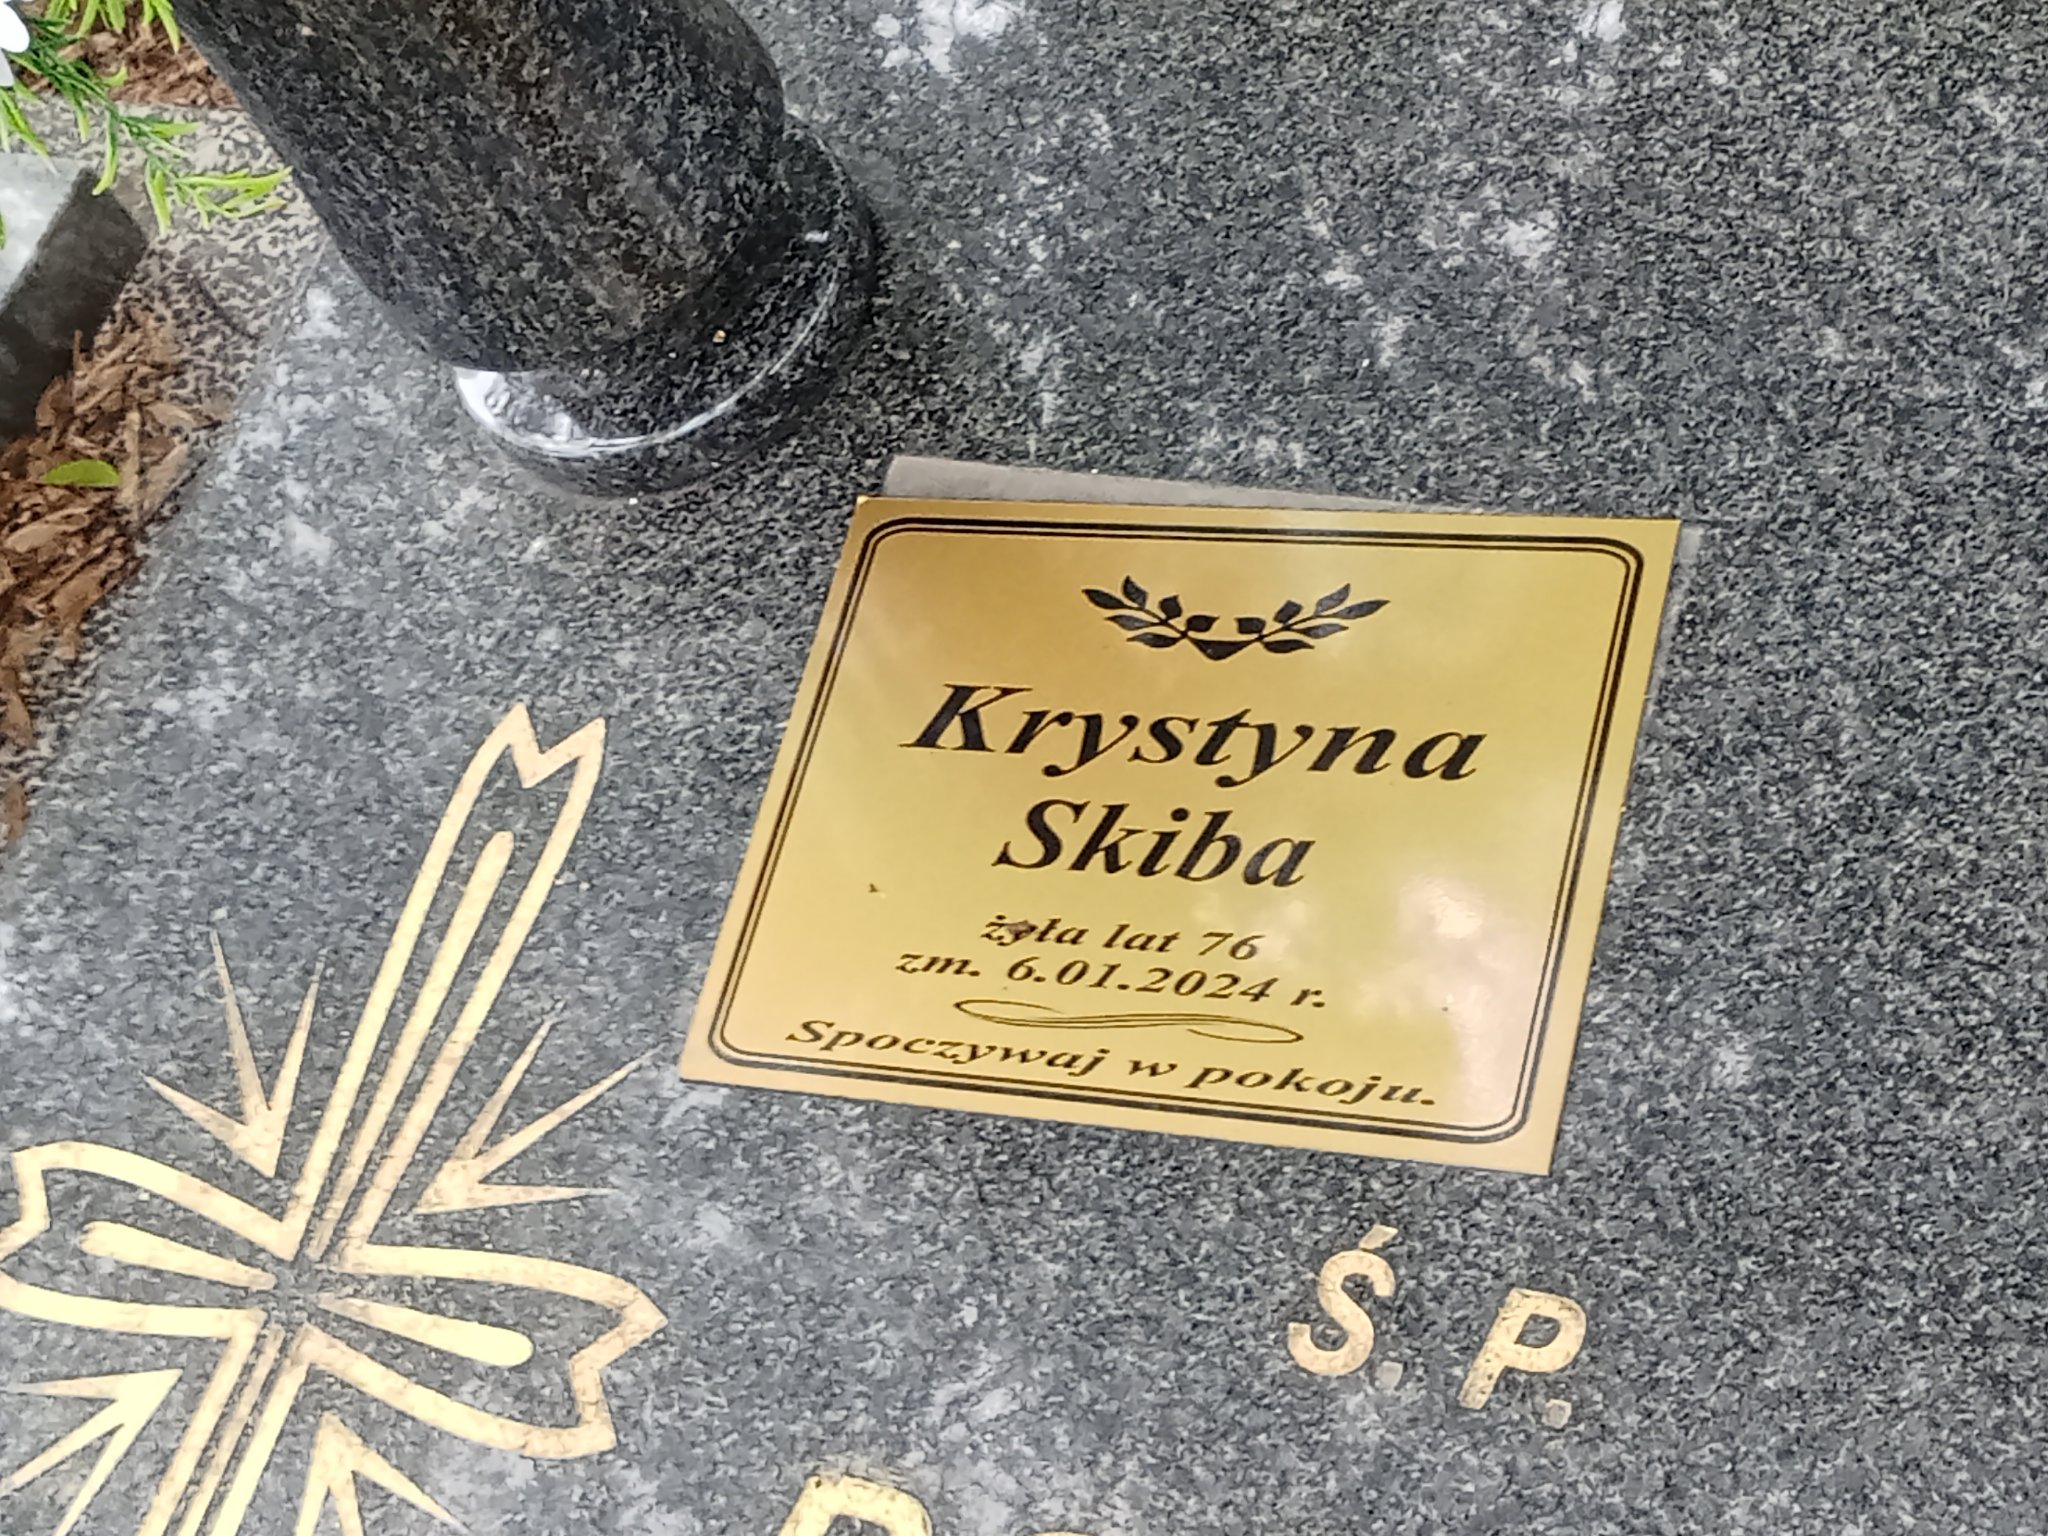 Krystyna
Skiba
żyła lat 76
zm. 6.01.2024 r.
Spoczywaj w pokoju.
Ś. P.